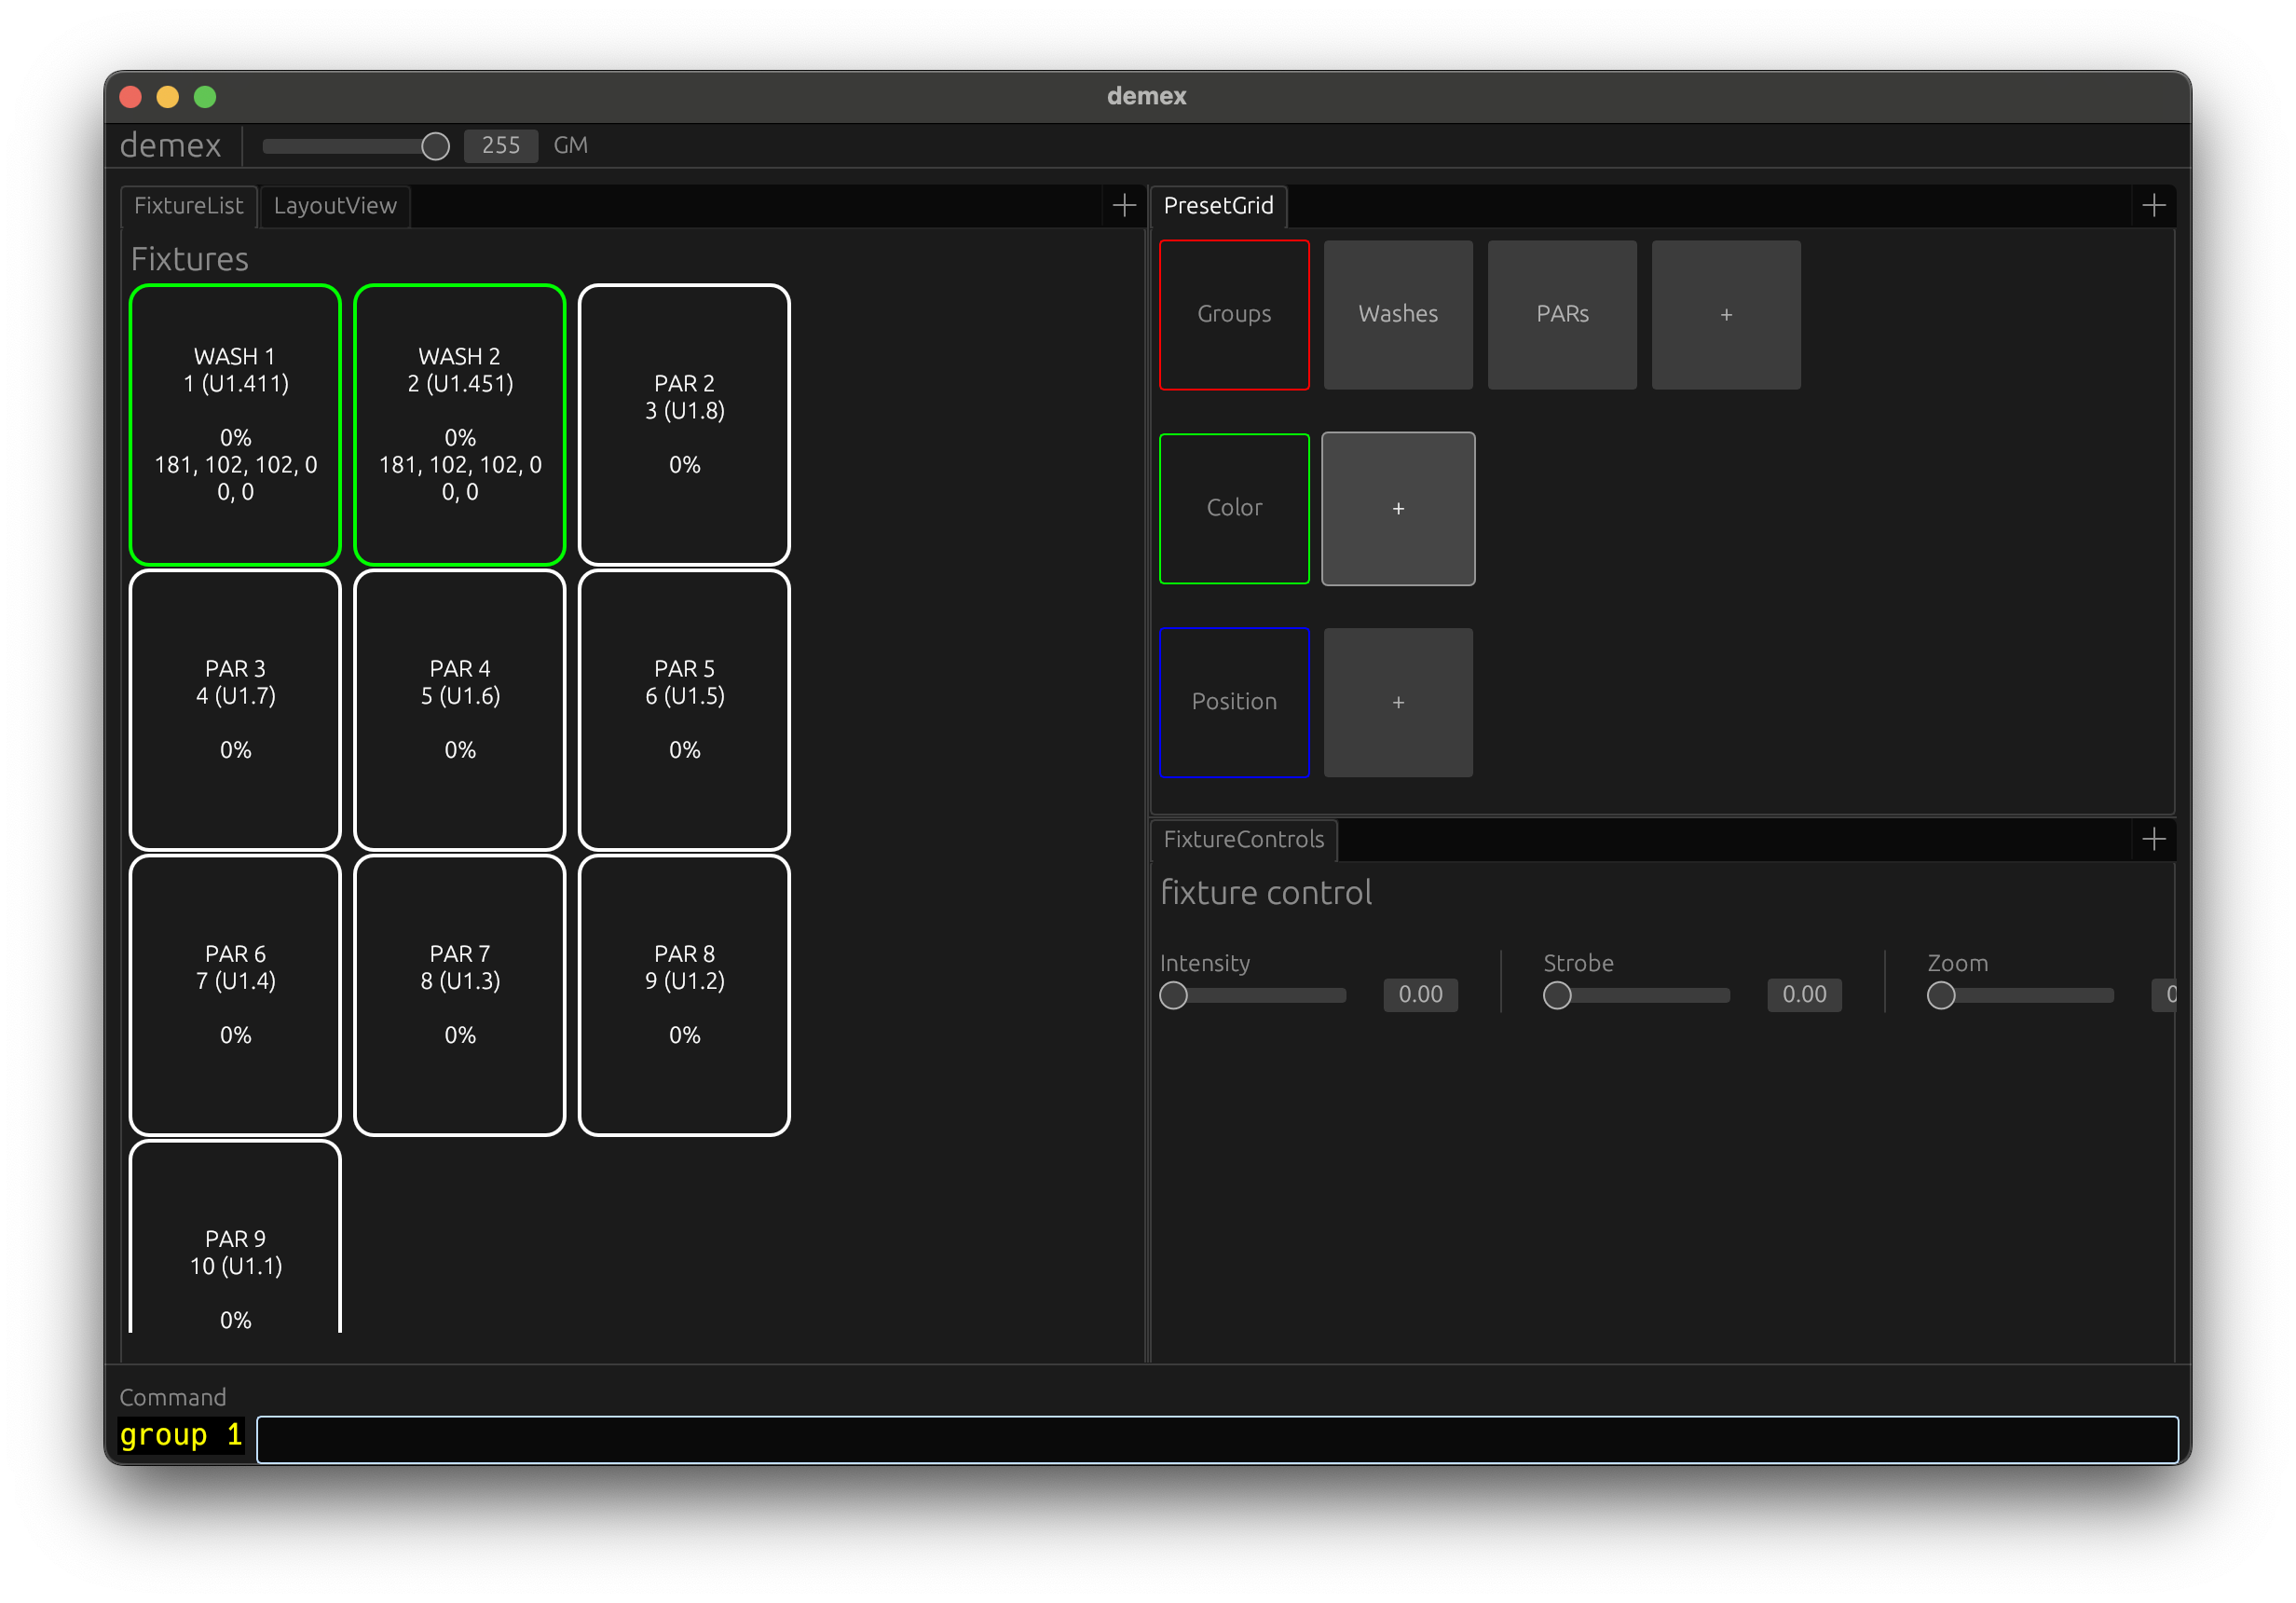 demex
demex
255
GM
FixtureList
LayoutView
Fixtures
WASH 1
1 (U1.411)
0%
181, 102, 102, 0
0, 0
WASH 2
2 (U1.451)
0%
181, 102, 102, 0
0, 0
PAR 2
3 (U1.8)
0%
PAR 3
4 (U1.7)
0%
PAR 4
5 (U1.6)
0%
PAR 5
6 (U1.5)
0%
PAR 6
7 (U1.4)
0%
PAR 7
8 (U1.3)
0%
PAR 8
9 (U1.2)
0%
PAR 9
10 (U1.1)
0%
PresetGrid
Groups
Washes
PARs
+
Color
+
Position
+
FixtureControls
fixture control
Intensity
0.00
Strobe
0.00
Zoom
Command
group 1